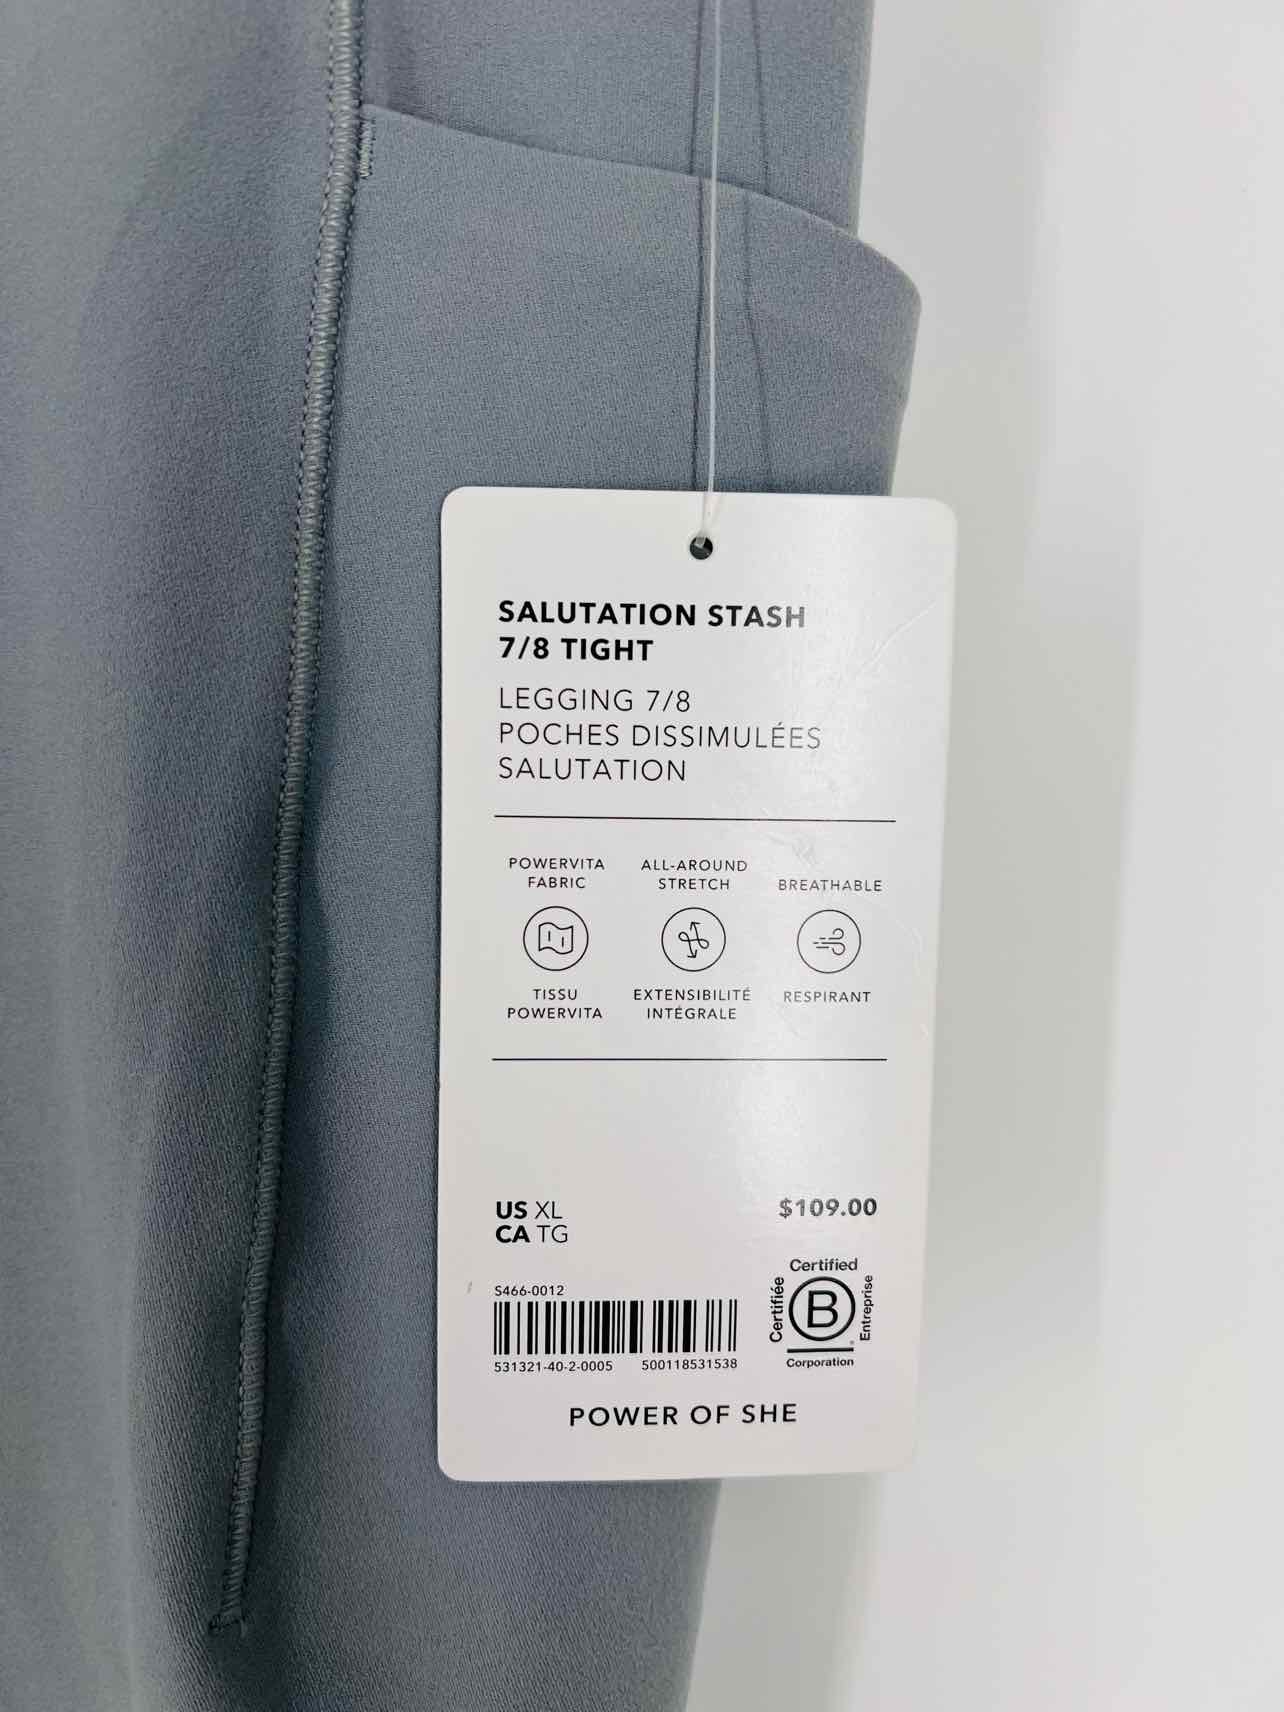 SALUTATION STASH
7/8 TIGHT
LEGGING 7/8
POCHES DISSIMULÉES
SALUTATION
POWERVITA
FABRIC
ALL-AROUND
STRETCH
BREATHABLE
TISSU
POWERVITA
EXTENSIBILITÉ
INTÉGRALE
RESPIRANT
US XL
CA TG
$109.00
S466-0012
531321-40-2-0005 500118531538
Certified
Certifiée
B
Entreprise
Corporation
POWER OF SHE